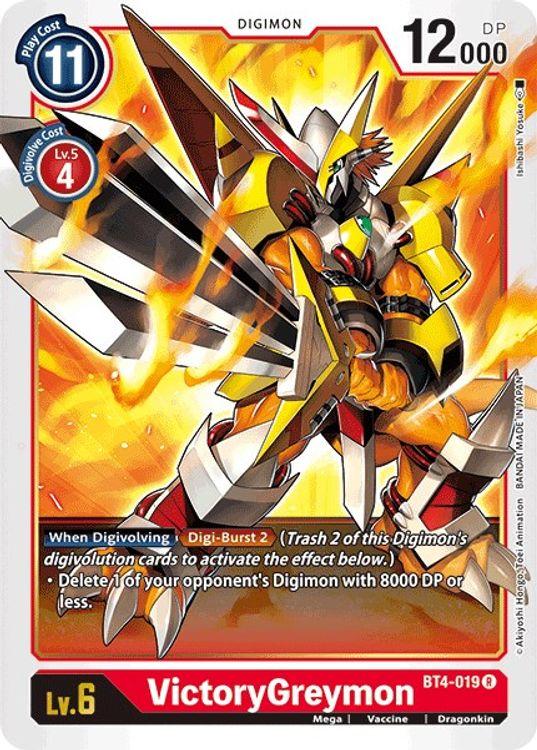 Play Cost
11
DIGIMON
12000
DP
Digivolve Cost
Lv.5
4
Ishibashi Yosuke
©Akiyoshi Hongo, Toei Animation BANDAI MADE IN JAPAN
When Digivolving Digi-Burst 2 (Trash 2 of this Digimon's
digivolution cards to activate the effect below.)
• Delete 1 of your opponent's Digimon with 8000 DP or
less.
BT4-019 R
Lv.6
VictoryGreymon
Mega | Vaccine | Dragonkin